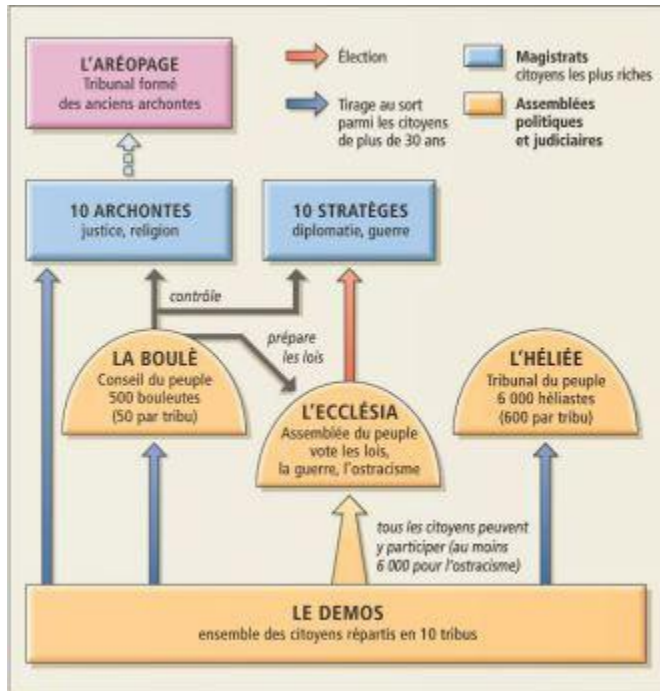 L'ARÉOPAGE
Tribunal formé
des anciens archontes
Élection
Tirage au sort
parmi les citoyens
de plus de 30 ans
Magistrats
citoyens les plus riches
Assemblées
politiques
et judiciaires
10 ARCHONTES
justice, religion
10 STRATÈGES
diplomatie, guerre
contrôle
prépare
les lois
LA BOULÈ
Conseil du peuple
500 bouleutes
(50 par tribu)
L'ECCLÉSIA
Assemblée du peuple
vote les lois,
la guerre, l'ostracisme
L'HÉLIÉE
Tribunal du peuple
6 000 héliastes
(600 par tribu)
tous les citoyens peuvent
y participer (au moins
6 000 pour l'ostracisme)
LE DEMOS
ensemble des citoyens répartis en 10 tribus